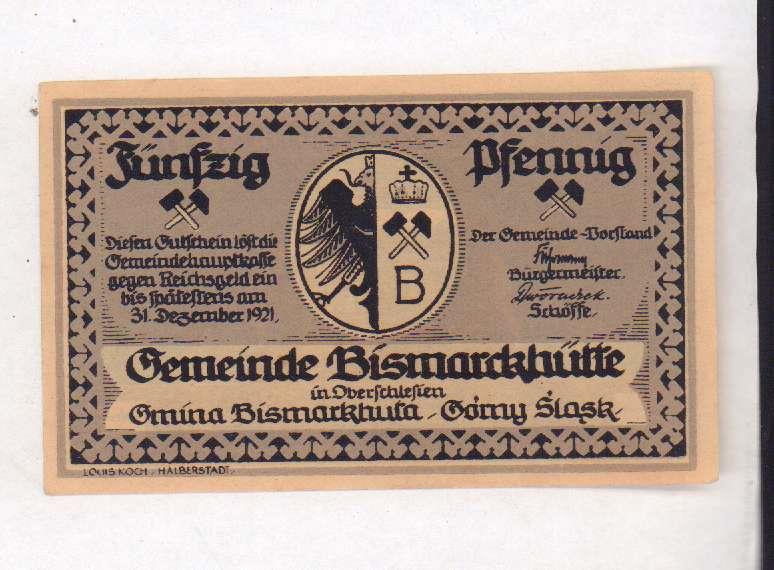 Fünfzig
Pfennig
Diesen Gutschein löst die
Gemeindehauptkasse
gegen Reichsgeld ein
bis spätestens am
31. Dezember 1921.
B
Der Gemeinde-Vorstand
Bürgermeister.
Schöffe.
Gemeinde Bismarckhütte
in Oberschlesien
Gmina Bismarkhuta - Górny Śląsk.
LOUIS KOCH, HALBERSTADT.